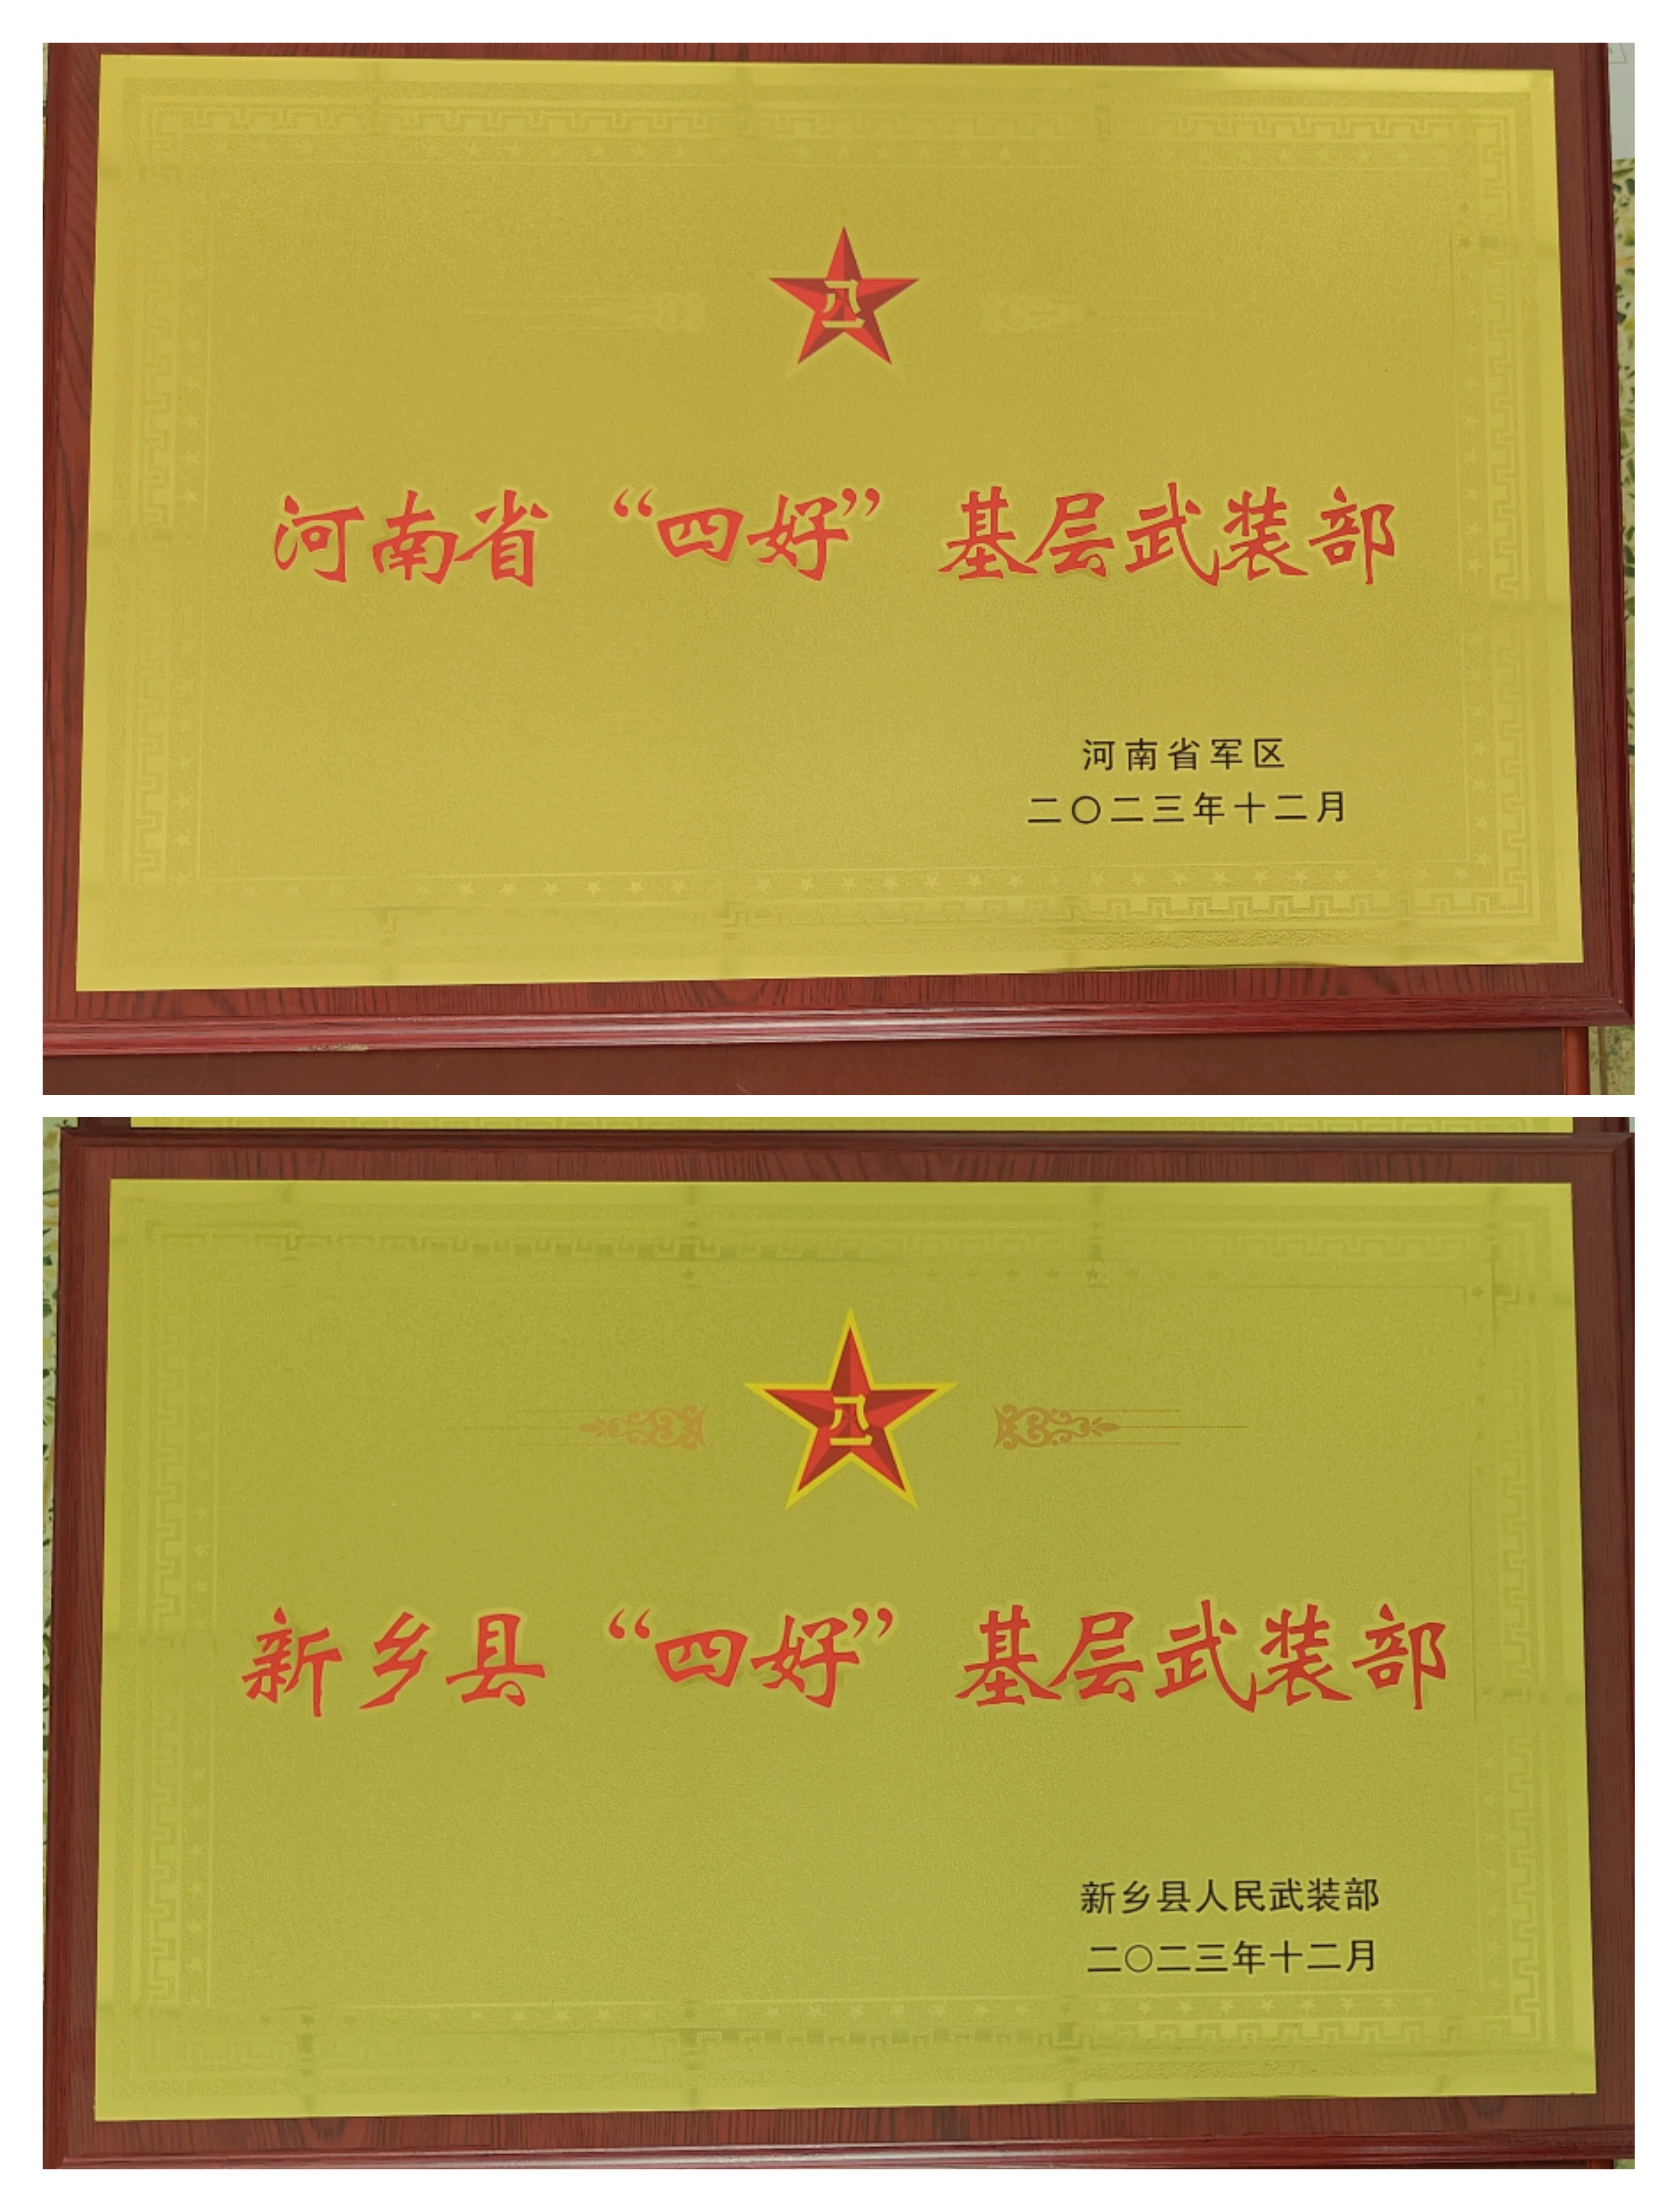 八一
河南省“四好”基层武装部
河南省军区
二〇二三年十二月
八一
新乡县“四好”基层武装部
新乡县人民武装部
二〇二三年十二月